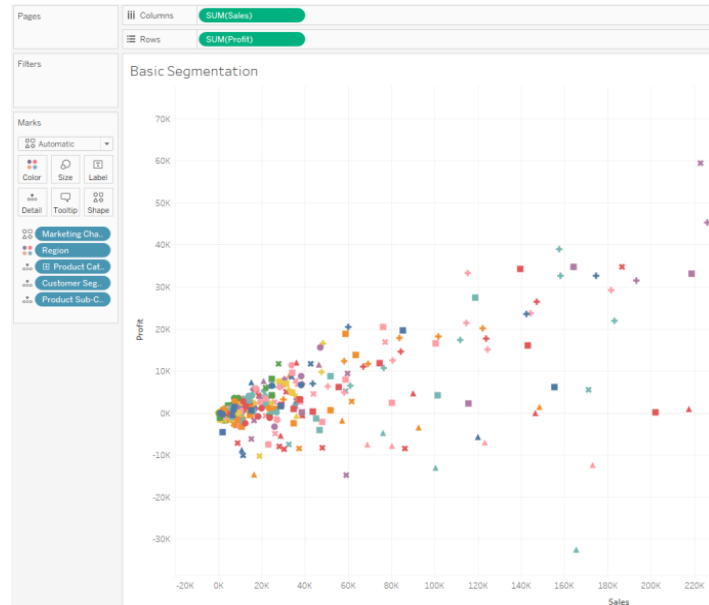 Pages
Columns
SUM(Sales)
Rows
SUM(Profit)
Filters
Basic Segmentation
Marks
Automatic
Color
Size
Label
Detail
Tooltip
Shape
Marketing Cha..
Region
Product Cat..
Customer Seg..
Product Sub-C..
Profit
70K
60K
50K
40K
30K
20K
10K
0K
-10K
-20K
-30K
-20K 0K 20K 40K 60K 80K 100K 120K 140K 160K 180K 200K 220K
Sales